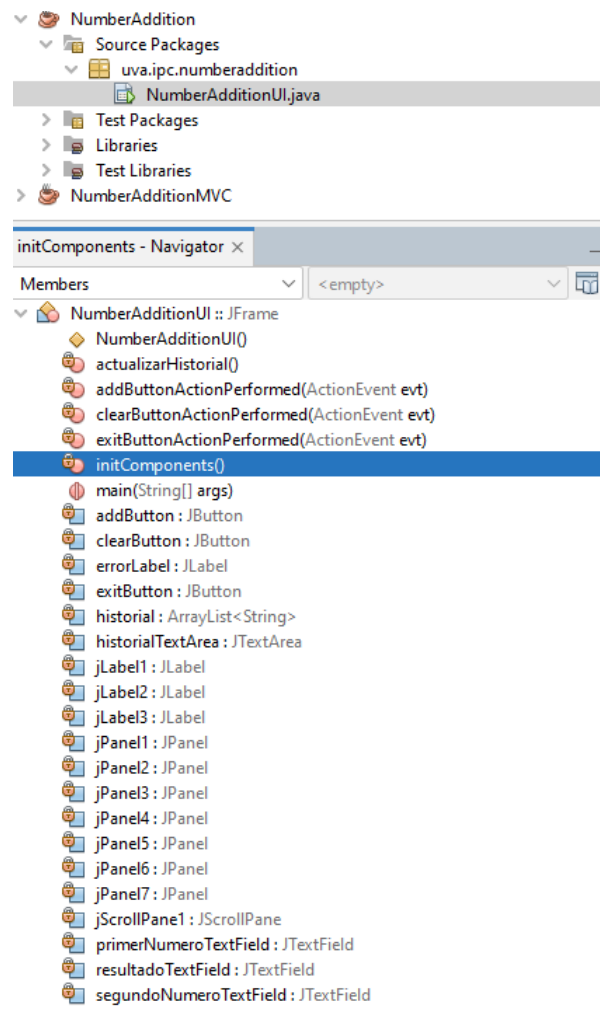 NumberAddition
Source Packages
uva.ipc.numberaddition
NumberAdditionUI.java
Test Packages
Libraries
Test Libraries
NumberAdditionMVC
initComponents - Navigator ×
Members <empty>
NumberAdditionUI :: JFrame
NumberAdditionUI()
actualizarHistorial()
addButtonActionPerformed(ActionEvent evt)
clearButtonActionPerformed(ActionEvent evt)
exitButtonActionPerformed(ActionEvent evt)
initComponents()
main(String[] args)
addButton : JButton
clearButton : JButton
errorLabel : JLabel
exitButton : JButton
historial : ArrayList<String>
historialTextArea : JTextArea
jLabel1 : JLabel
jLabel2 : JLabel
jLabel3 : JLabel
jPanel1 : JPanel
jPanel2 : JPanel
jPanel3 : JPanel
jPanel4 : JPanel
jPanel5 : JPanel
jPanel6 : JPanel
jPanel7 : JPanel
jScrollPane1 : JScrollPane
primerNumeroTextField : JTextField
resultadoTextField : JTextField
segundoNumeroTextField : JTextField